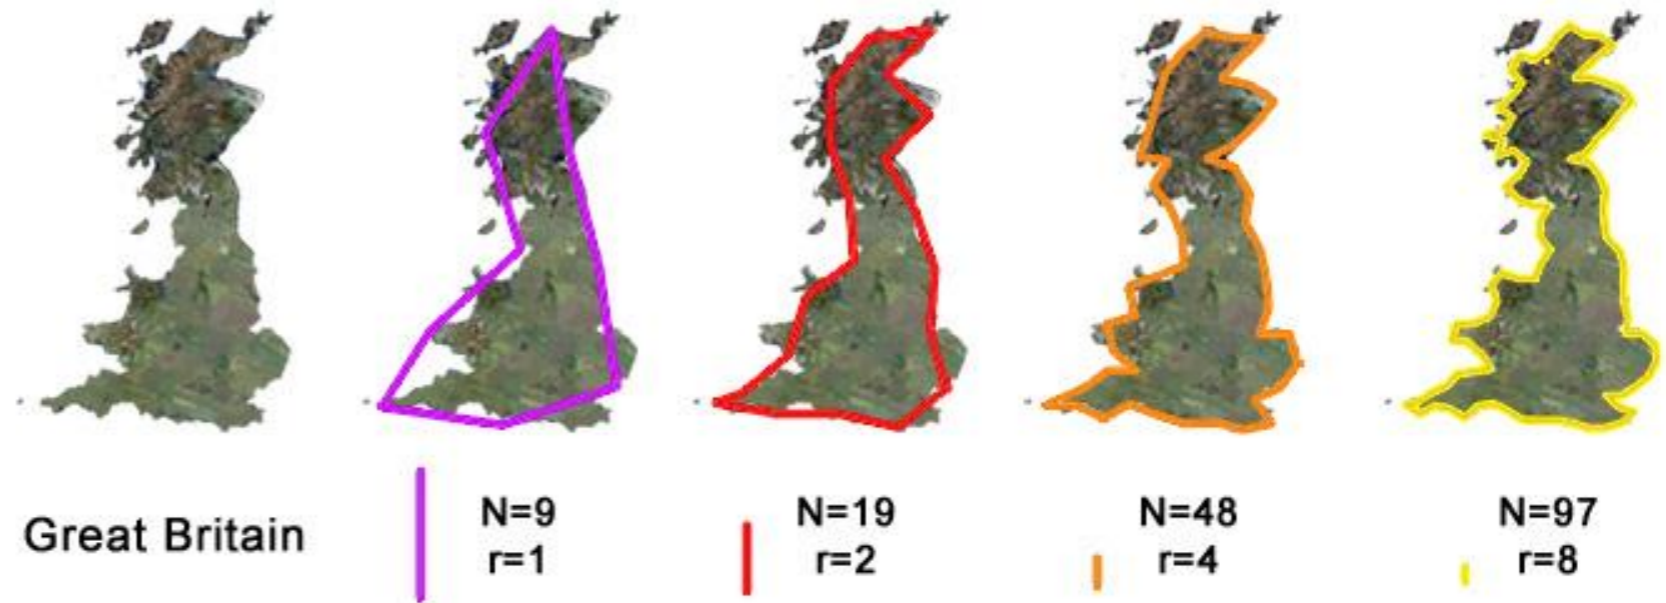 Great Britain
N=9
r=1
N=19
r=2
N=48
r=4
N=97
r=8